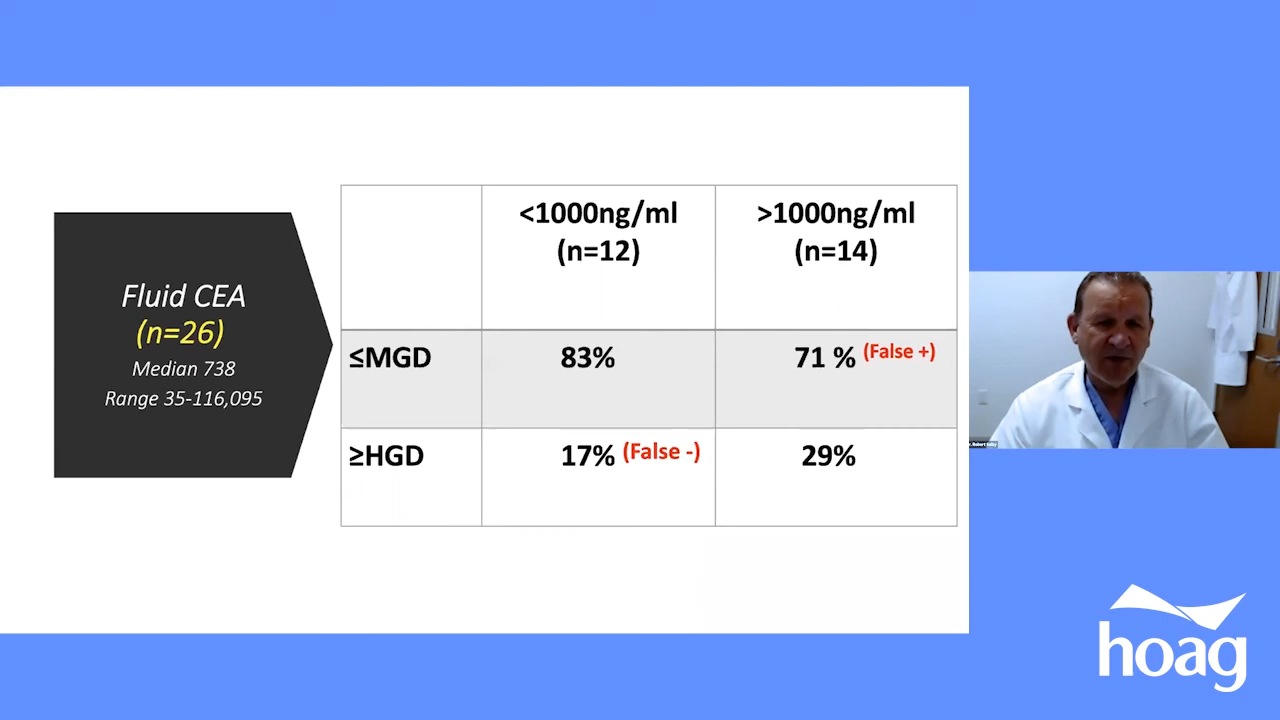 Fluid CEA
(n=26)
Median 738
Range 35-116,095
<1000ng/ml >1000ng/ml
(n=12) (n=14)
≤MGD 83% 71 % (False +)
≥HGD 17% (False -) 29%
hoag